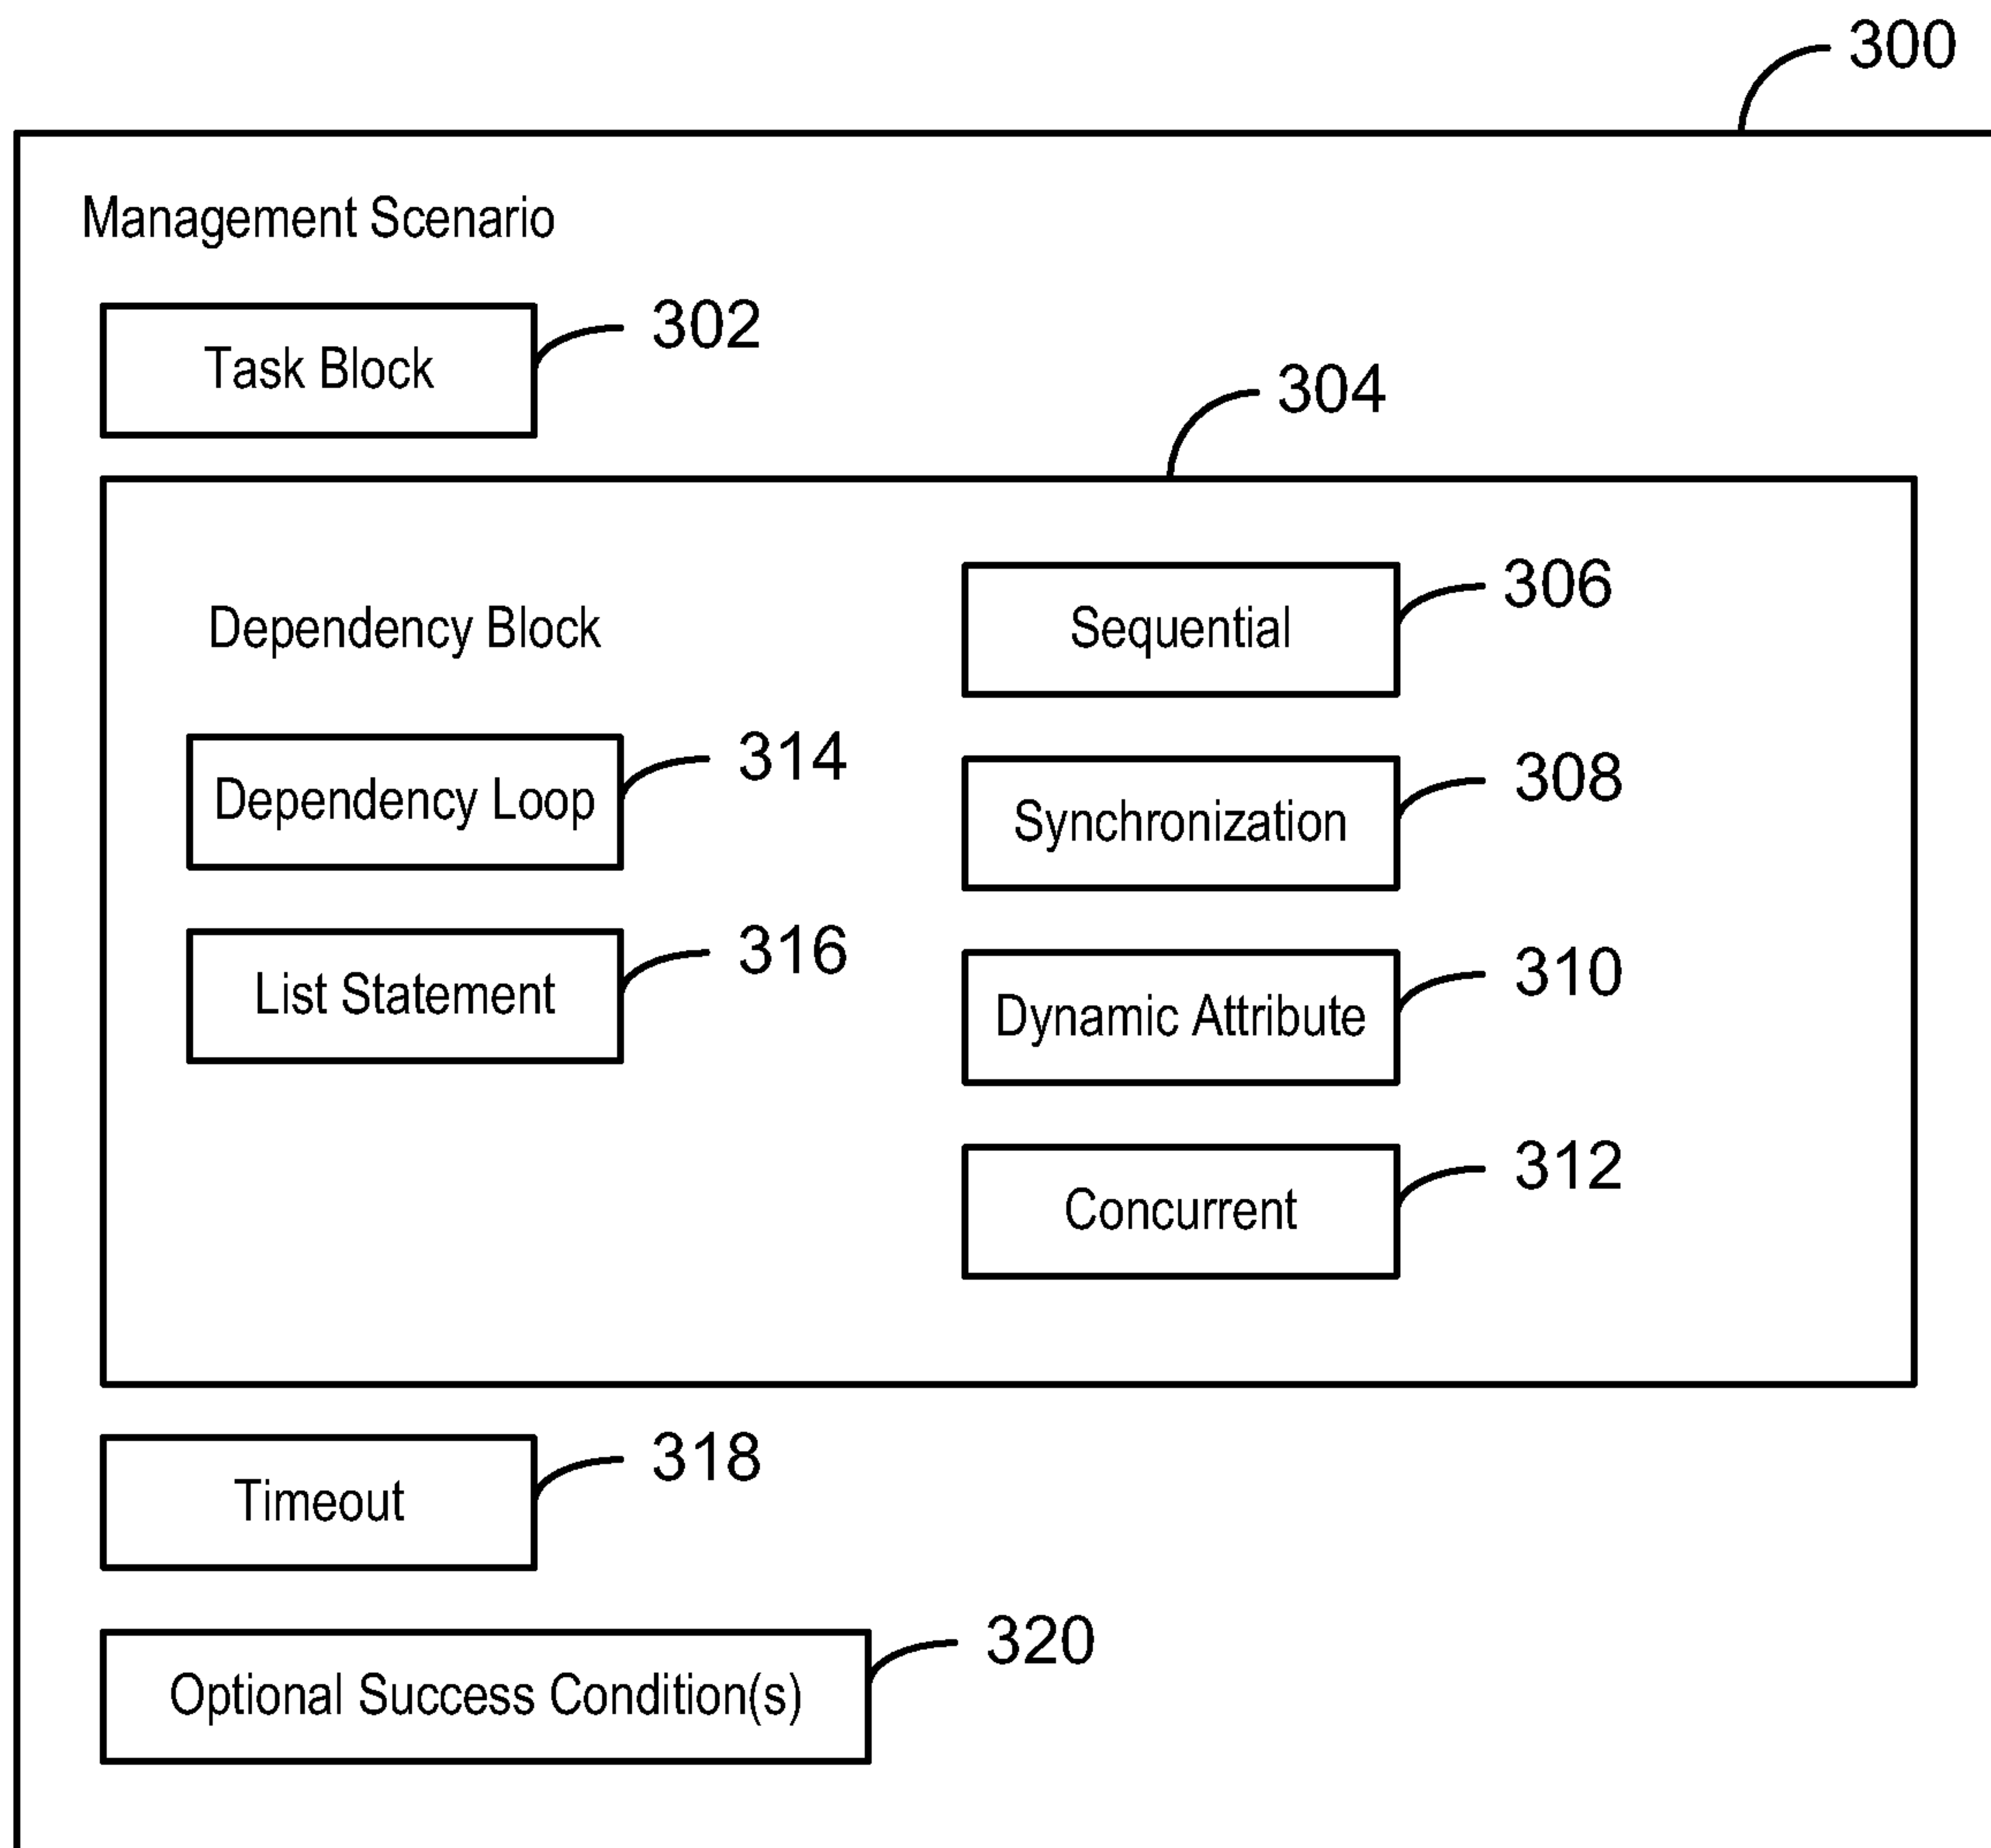 300
Management Scenario
Task Block
302
304
Dependency Block
Sequential
306
Dependency Loop
314
Synchronization
308
List Statement
316
Dynamic Attribute
310
Concurrent
312
Timeout
318
Optional Success Condition(s)
320